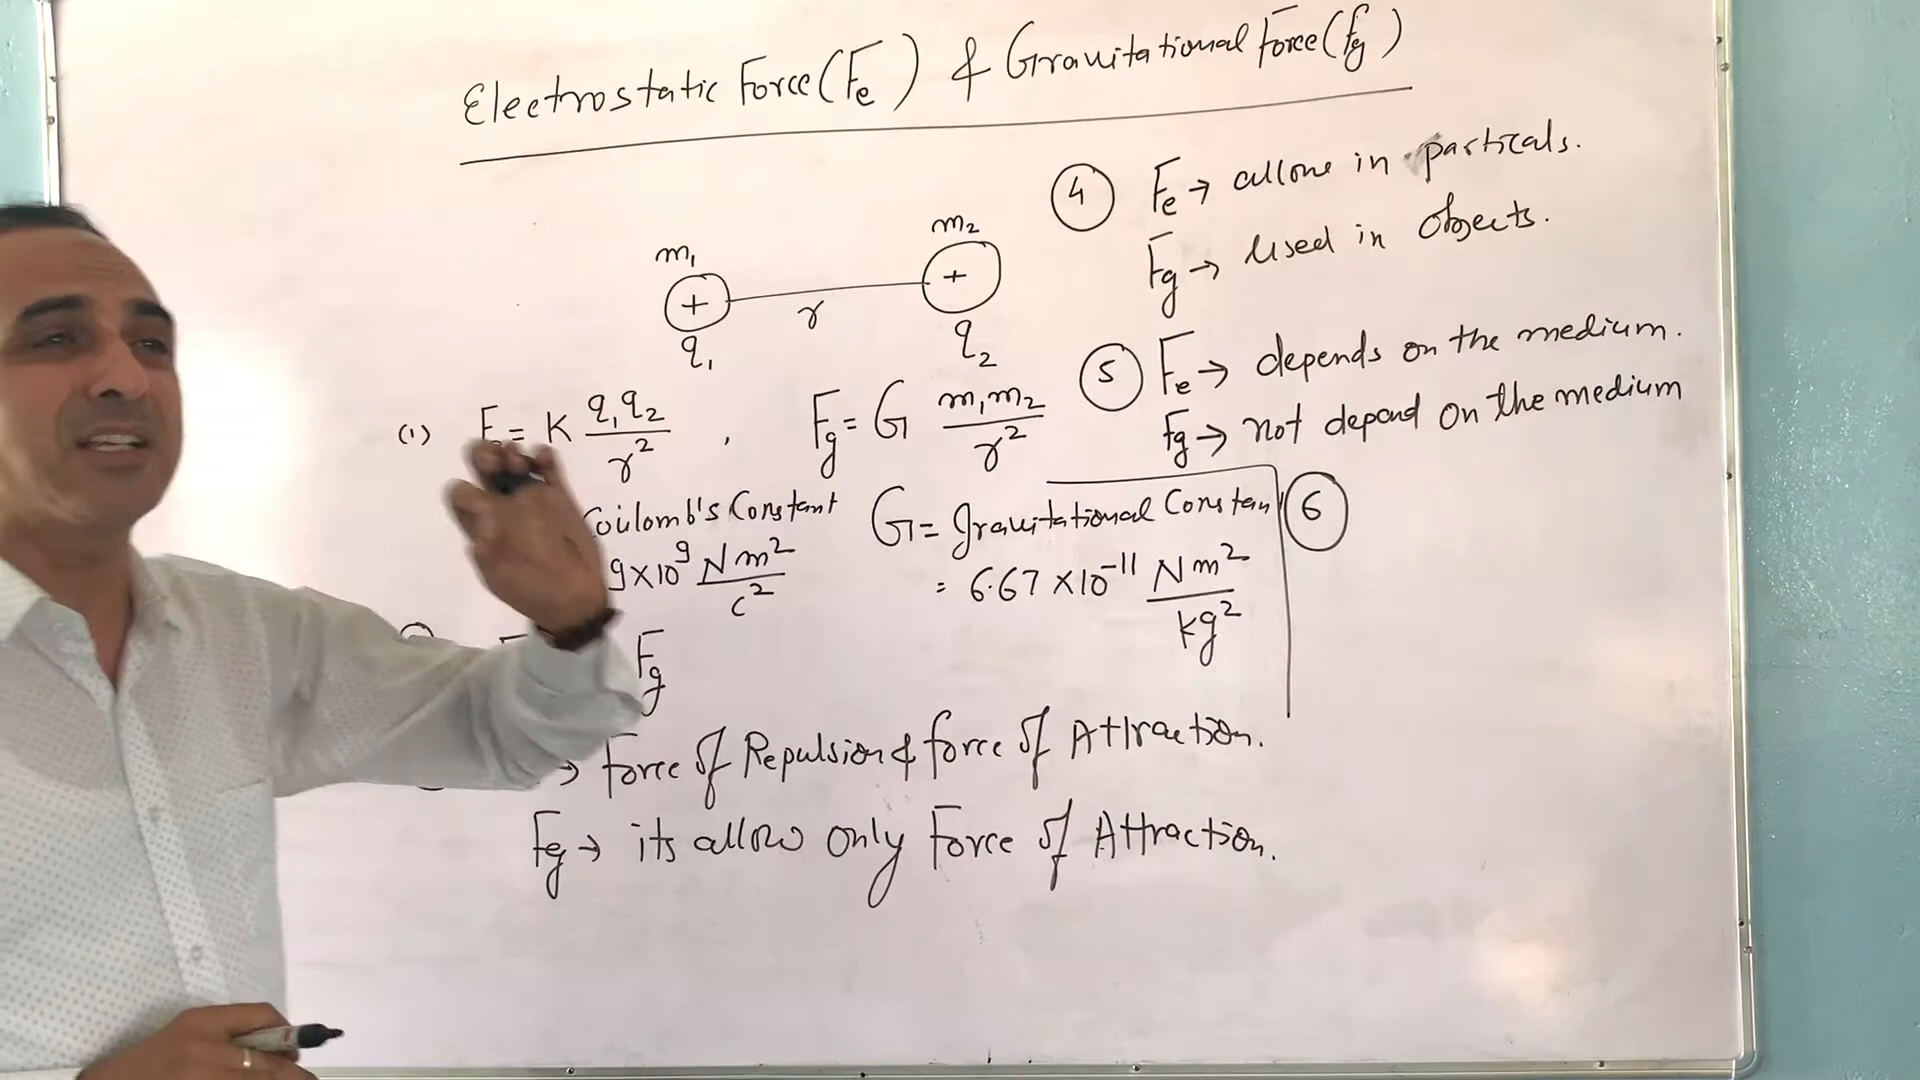 Electrostatic Force (Fe) & Gravitational Force (Fg)
m1 m2
+ r +
q1 q2
(1) F = K q1q2/r² , Fg = G m1m2/r²
Coulomb's Constant
9×10⁹ Nm²/c²
G = gravitational Constan
= 6.67 ×10⁻¹¹ Nm²/kg²
Fg
→ Force of Repulsion & force of Attraction.
Fg → its allow only Force of Attraction.
4 Fe → allone in particals.
Fg → Used in objects.
5 Fe → depends on the medium.
Fg → not depend on the medium
6